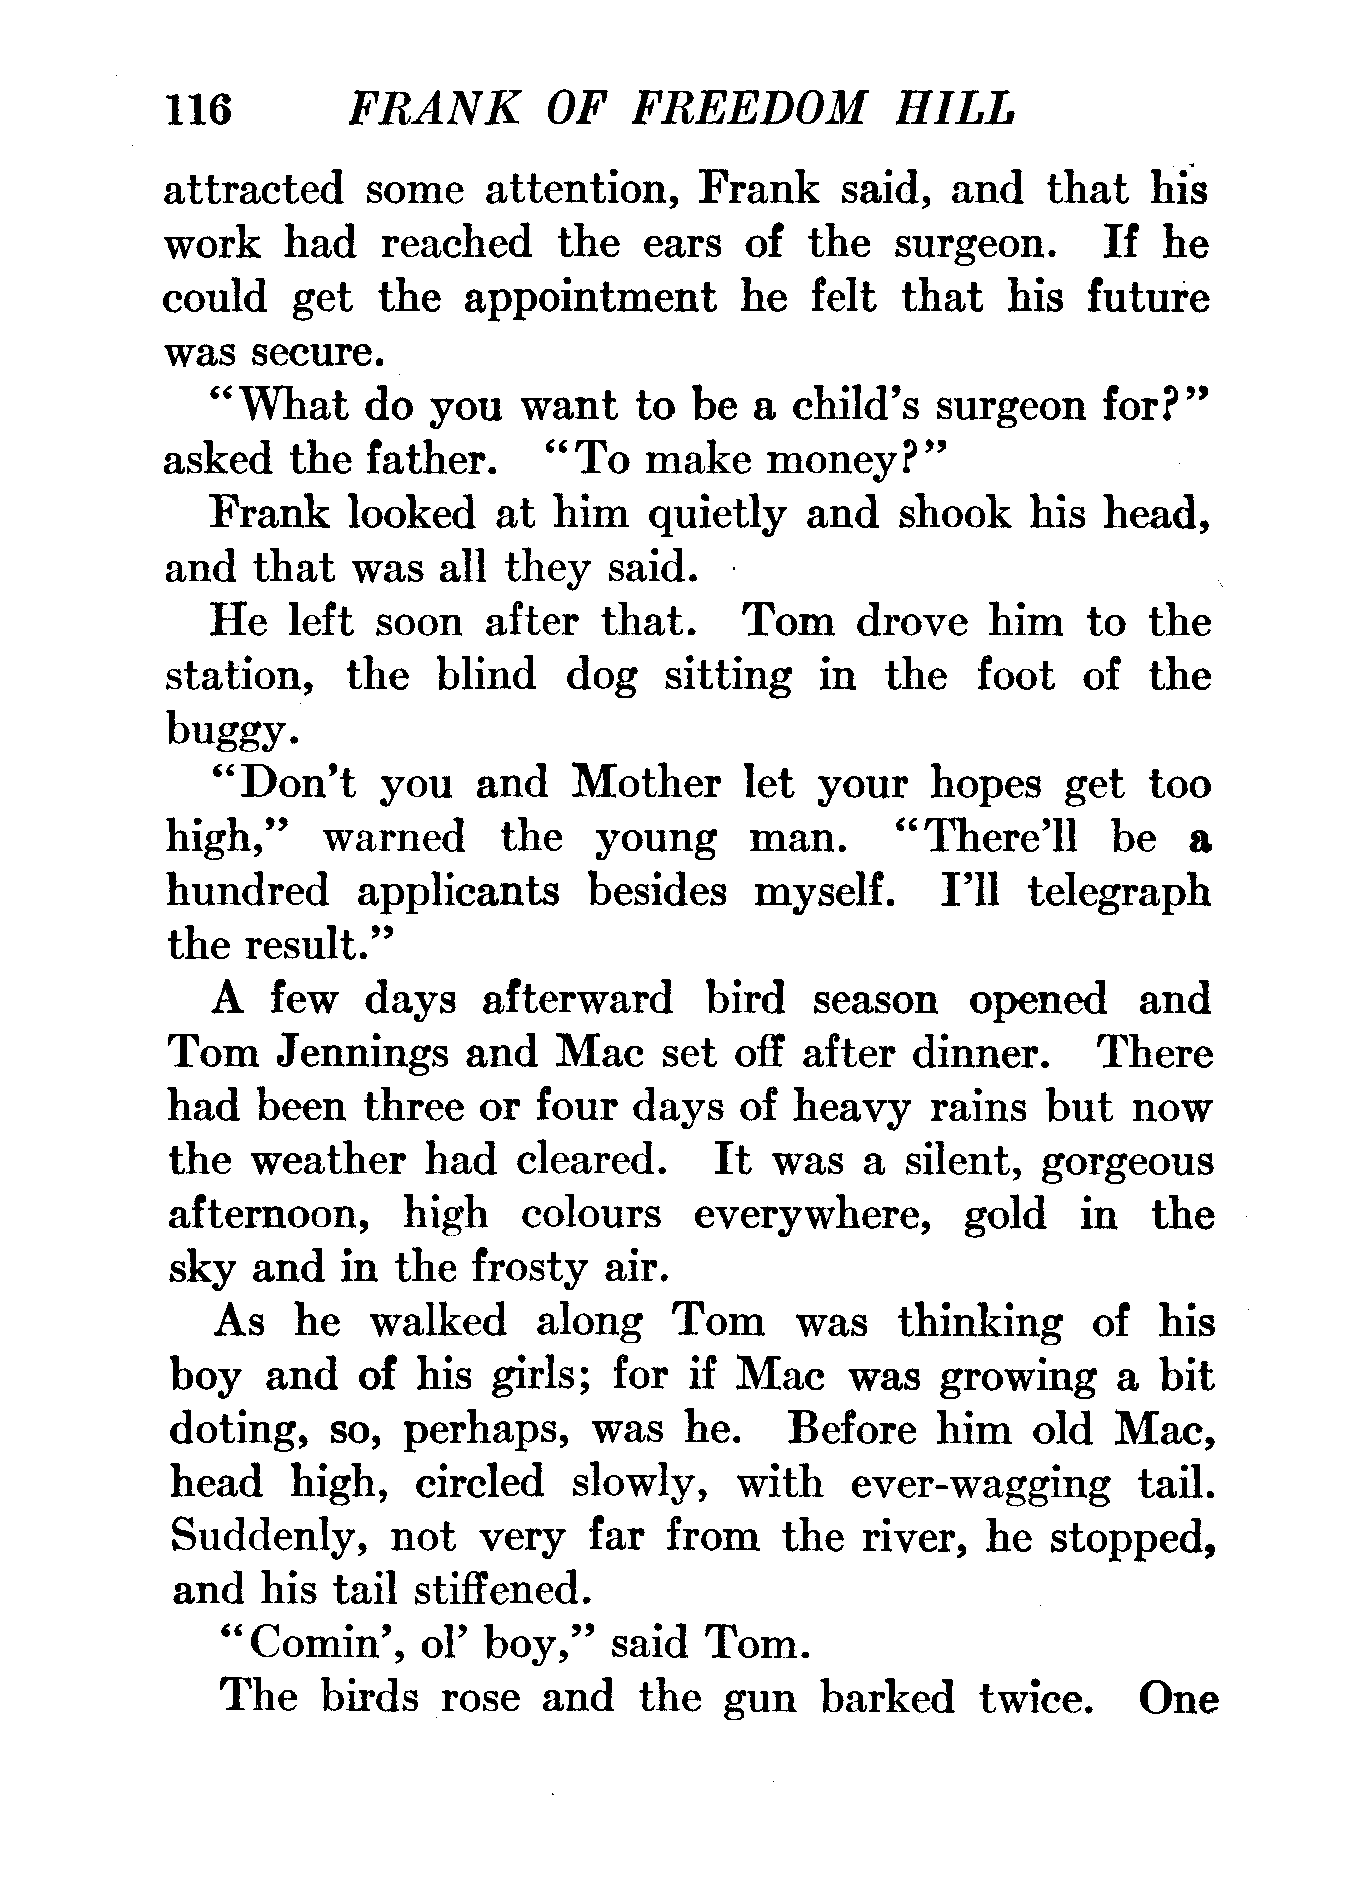 116 FRANK OF FREEDOM HILL
attracted some attention, Frank said, and that his
work had reached the ears of the surgeon. If he
could get the appointment he felt that his future
was secure.
“What do you want to be a child’s surgeon for?”
asked the father. “To make money?”
Frank looked at him quietly and shook his head,
and that was all they said.
He left soon after that. Tom drove him to the
station, the blind dog sitting in the foot of the
buggy.
“Don’t you and Mother let your hopes get too
high,” warned the young man. “There’ll be a
hundred applicants besides myself. I’ll telegraph
the result.”
A few days afterward bird season opened and
Tom Jennings and Mac set off after dinner. There
had been three or four days of heavy rains but now
the weather had cleared. It was a silent, gorgeous
afternoon, high colours everywhere, gold in the
sky and in the frosty air.
As he walked along Tom was thinking of his
boy and of his girls; for if Mac was growing a bit
doting, so, perhaps, was he. Before him old Mac,
head high, circled slowly, with ever-wagging tail.
Suddenly, not very far from the river, he stopped,
and his tail stiffened.
“Comin’, ol’ boy,” said Tom.
The birds rose and the gun barked twice. One